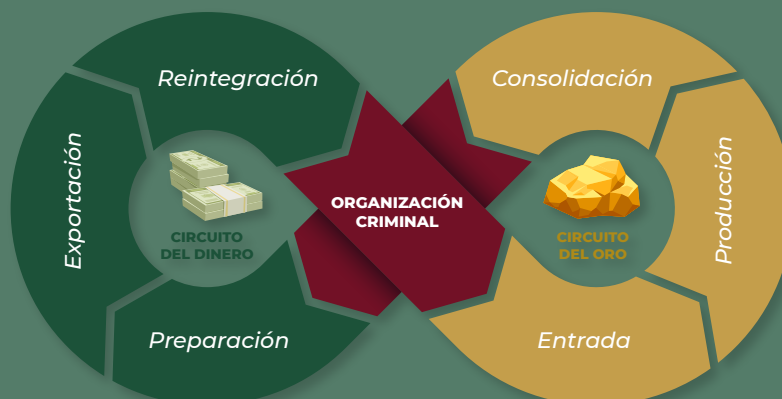 Reintegración
Exportación
CIRCUITO
DEL DINERO
Preparación
ORGANIZACIÓN
CRIMINAL
Consolidación
Producción
CIRCUITO
DEL ORO
Entrada